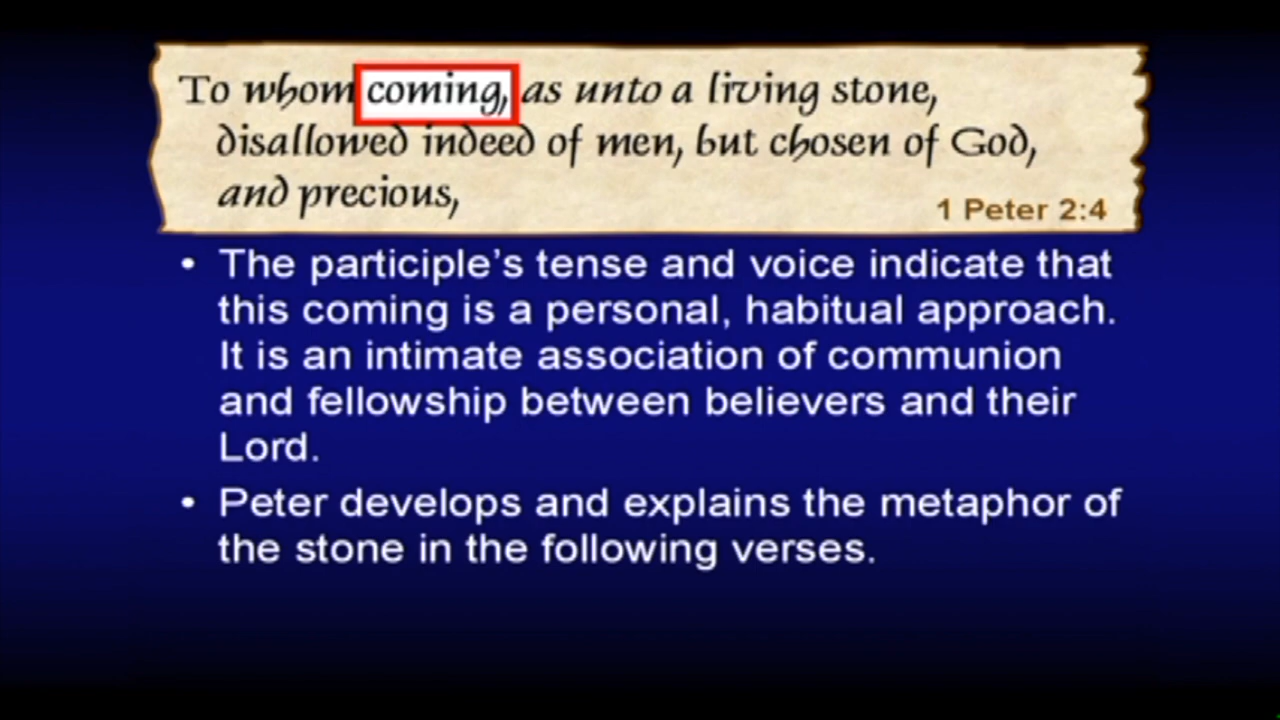 To whom coming, as unto a living stone,
disallowed indeed of men, but chosen of God,
and precious,
1 Peter 2:4
• The participle’s tense and voice indicate that
this coming is a personal, habitual approach.
It is an intimate association of communion
and fellowship between believers and their
Lord.
• Peter develops and explains the metaphor of
the stone in the following verses.